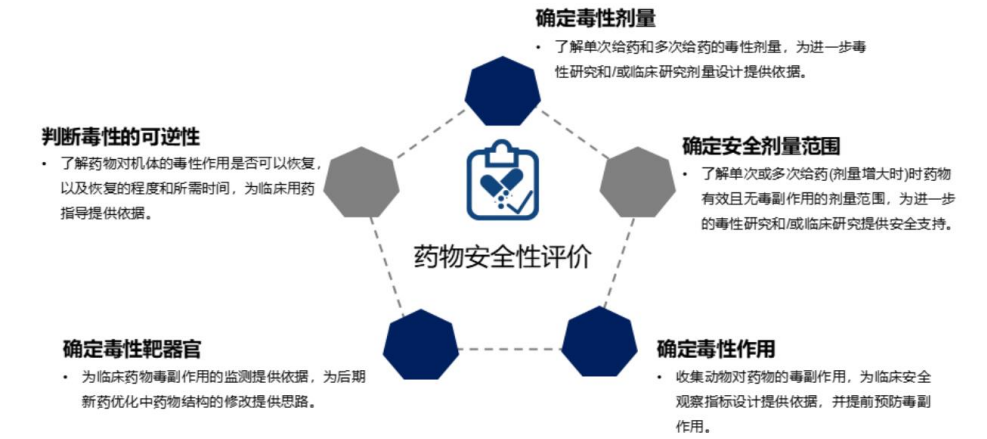 确定毒性剂量
• 了解单次给药和多次给药的毒性剂量，为进一步毒
性研究和/或临床研究剂量设计提供依据。
判断毒性的可逆性
• 了解药物对机体的毒性作用是否可以恢复，
以及恢复的程度和所需时间，为临床用药
指导提供依据。
确定安全剂量范围
• 了解单次或多次给药(剂量增大时)时药物
有效且无毒副作用的剂量范围，为进一步
的毒性研究和/或临床研究提供安全支持。
药物安全性评价
确定毒性靶器官
• 为临床药物毒副作用的监测提供依据，为后期
新药优化中药物结构的修改提供思路。
确定毒性作用
• 收集动物对药物的毒副作用，为临床安全
观察指标设计提供依据，并提前预防毒副
作用。